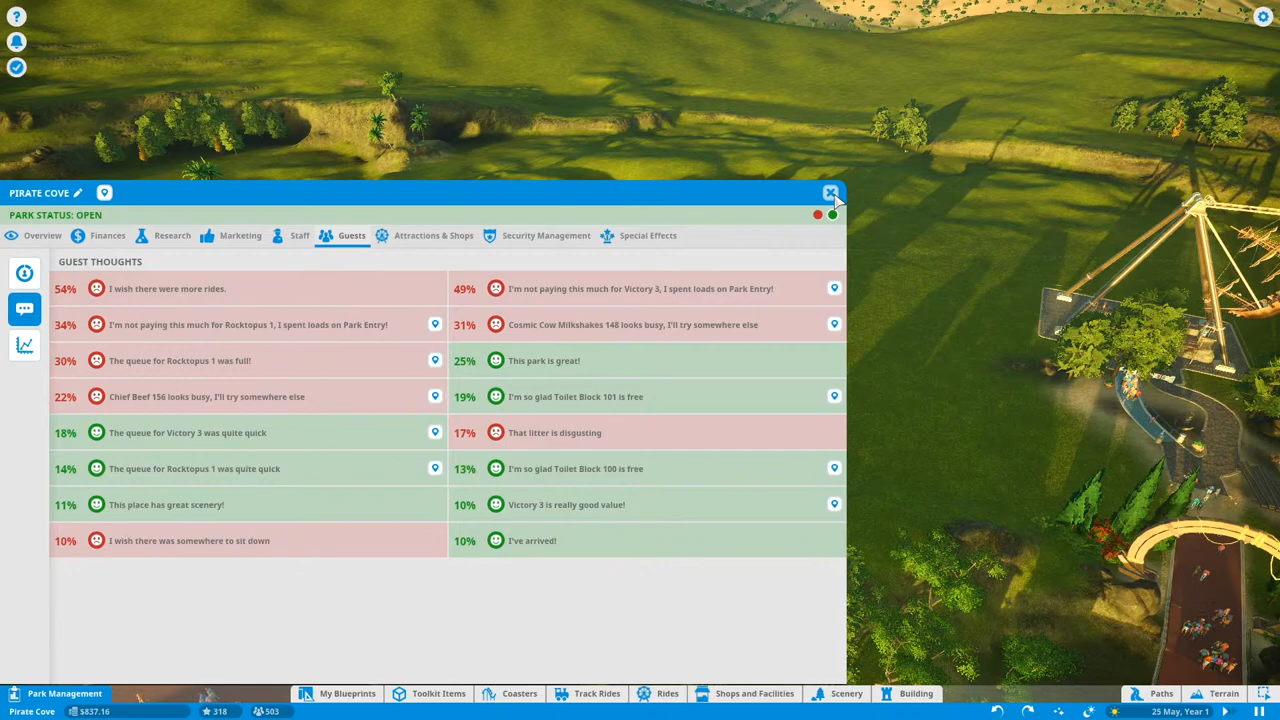 PIRATE COVE
PARK STATUS: OPEN
Overview Finances Research Marketing Staff Guests Attractions & Shops Security Management Special Effects
GUEST THOUGHTS
54% I wish there were more rides.
49% I'm not paying this much for Victory 3, I spent loads on Park Entry!
34% I'm not paying this much for Rocktopus 1, I spent loads on Park Entry!
31% Cosmic Cow Milkshakes 148 looks busy, I'll try somewhere else
30% The queue for Rocktopus 1 was full!
25% This park is great!
22% Chief Beef 156 looks busy, I'll try somewhere else
19% I'm so glad Toilet Block 101 is free
18% The queue for Victory 3 was quite quick
17% That litter is disgusting
14% The queue for Rocktopus 1 was quite quick
13% I'm so glad Toilet Block 100 is free
11% This place has great scenery!
10% Victory 3 is really good value!
10% I wish there was somewhere to sit down
10% I've arrived!
Park Management My Blueprints Toolkit Items Coasters Track Rides Rides Shops and Facilities Scenery Building Paths Terrain
Pirate Cove $837.16 318 503 25 May, Year 1